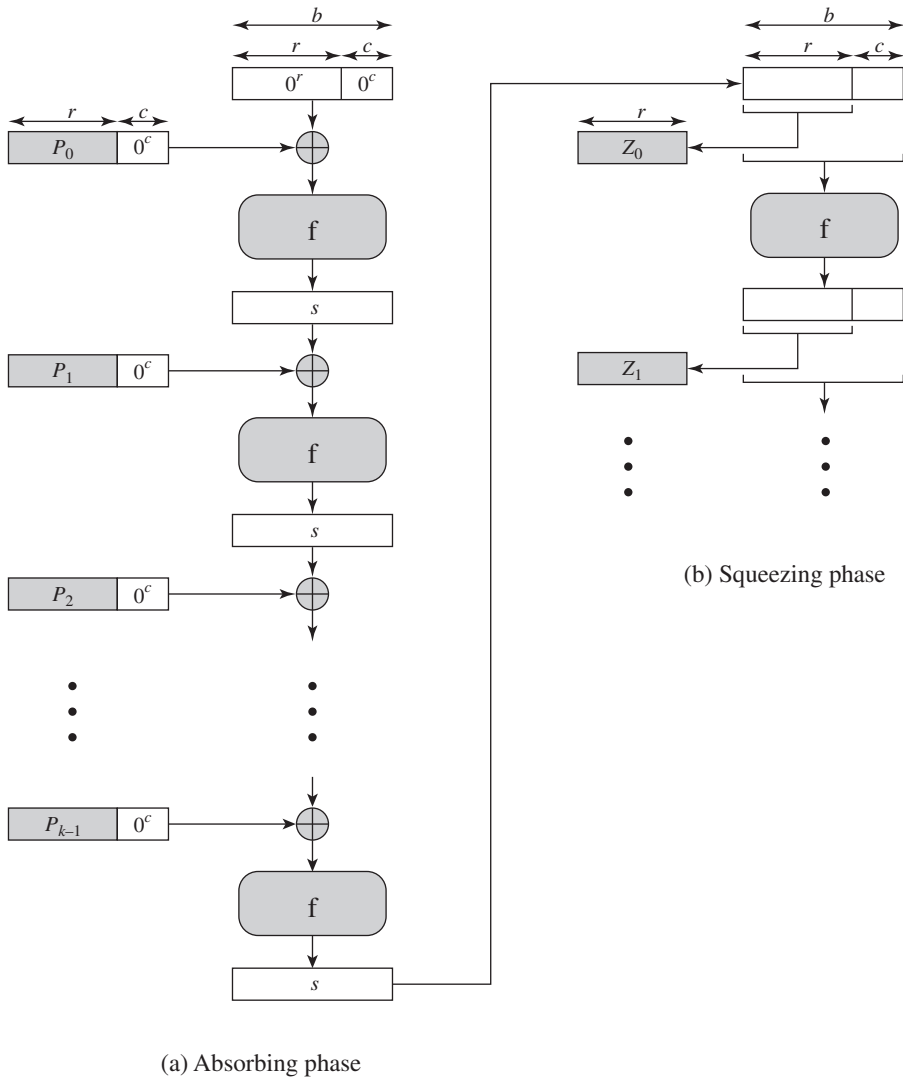 b
r c
0^r 0^c
r c
P_0 0^c
f
s
P_1 0^c
f
s
P_2 0^c
P_{k–1} 0^c
f
s
(a) Absorbing phase
b
r c
r
Z_0
f
Z_1
(b) Squeezing phase